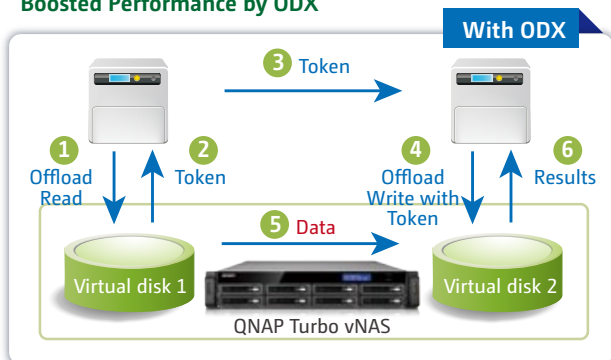 Boosted Performance by ODX
With ODX
3 Token
1
Offload
Read
2
Token
4
Offload
Write with
Token
6
Results
5 Data
Virtual disk 1
Virtual disk 2
QNAP Turbo vNAS